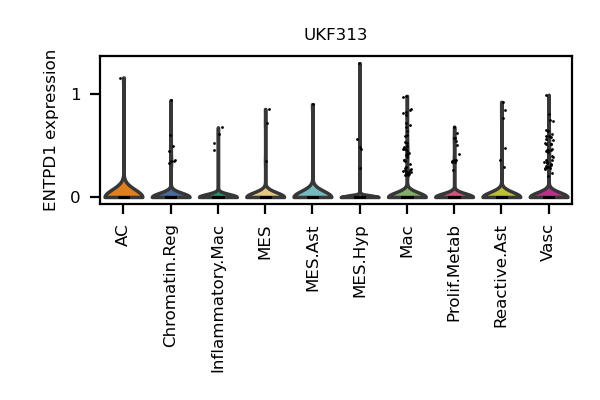 UKF313
ENTPD1 expression
1
0
AC
Chromatin.Reg
Inflammatory.Mac
MES
MES.Ast
MES.Hyp
Mac
Prolif.Metab
Reactive.Ast
Vasc